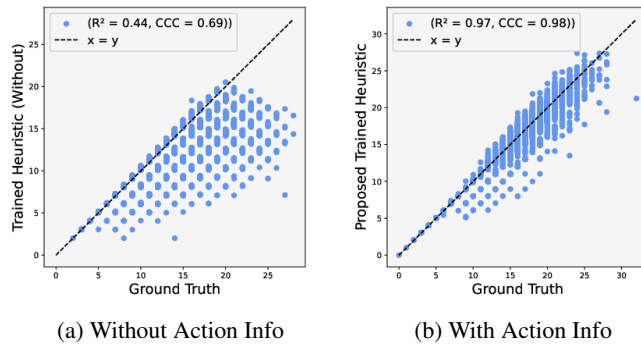 (R² = 0.44, CCC = 0.69))
x = y
25
20
15
10
5
0
Trained Heuristic (Without)
0 5 10 15 20 25
Ground Truth
(a) Without Action Info
(R² = 0.97, CCC = 0.98))
x = y
30
25
20
15
10
5
0
Proposed Trained Heuristic
0 5 10 15 20 25 30
Ground Truth
(b) With Action Info